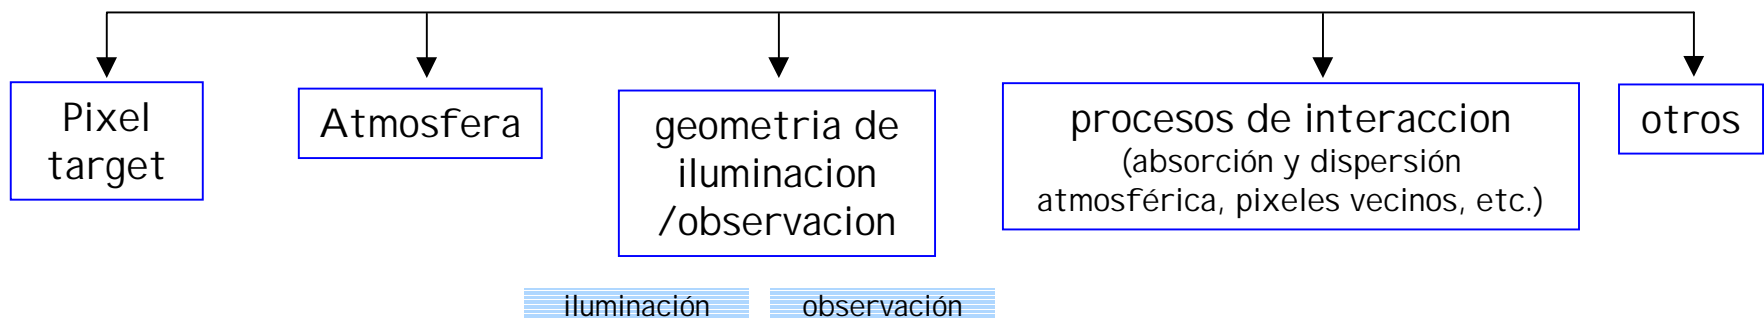 Pixel
target
Atmosfera
geometria de
iluminacion
/observacion
procesos de interaccion
(absorción y dispersión
atmosférica, pixeles vecinos, etc.)
otros
iluminación
observación